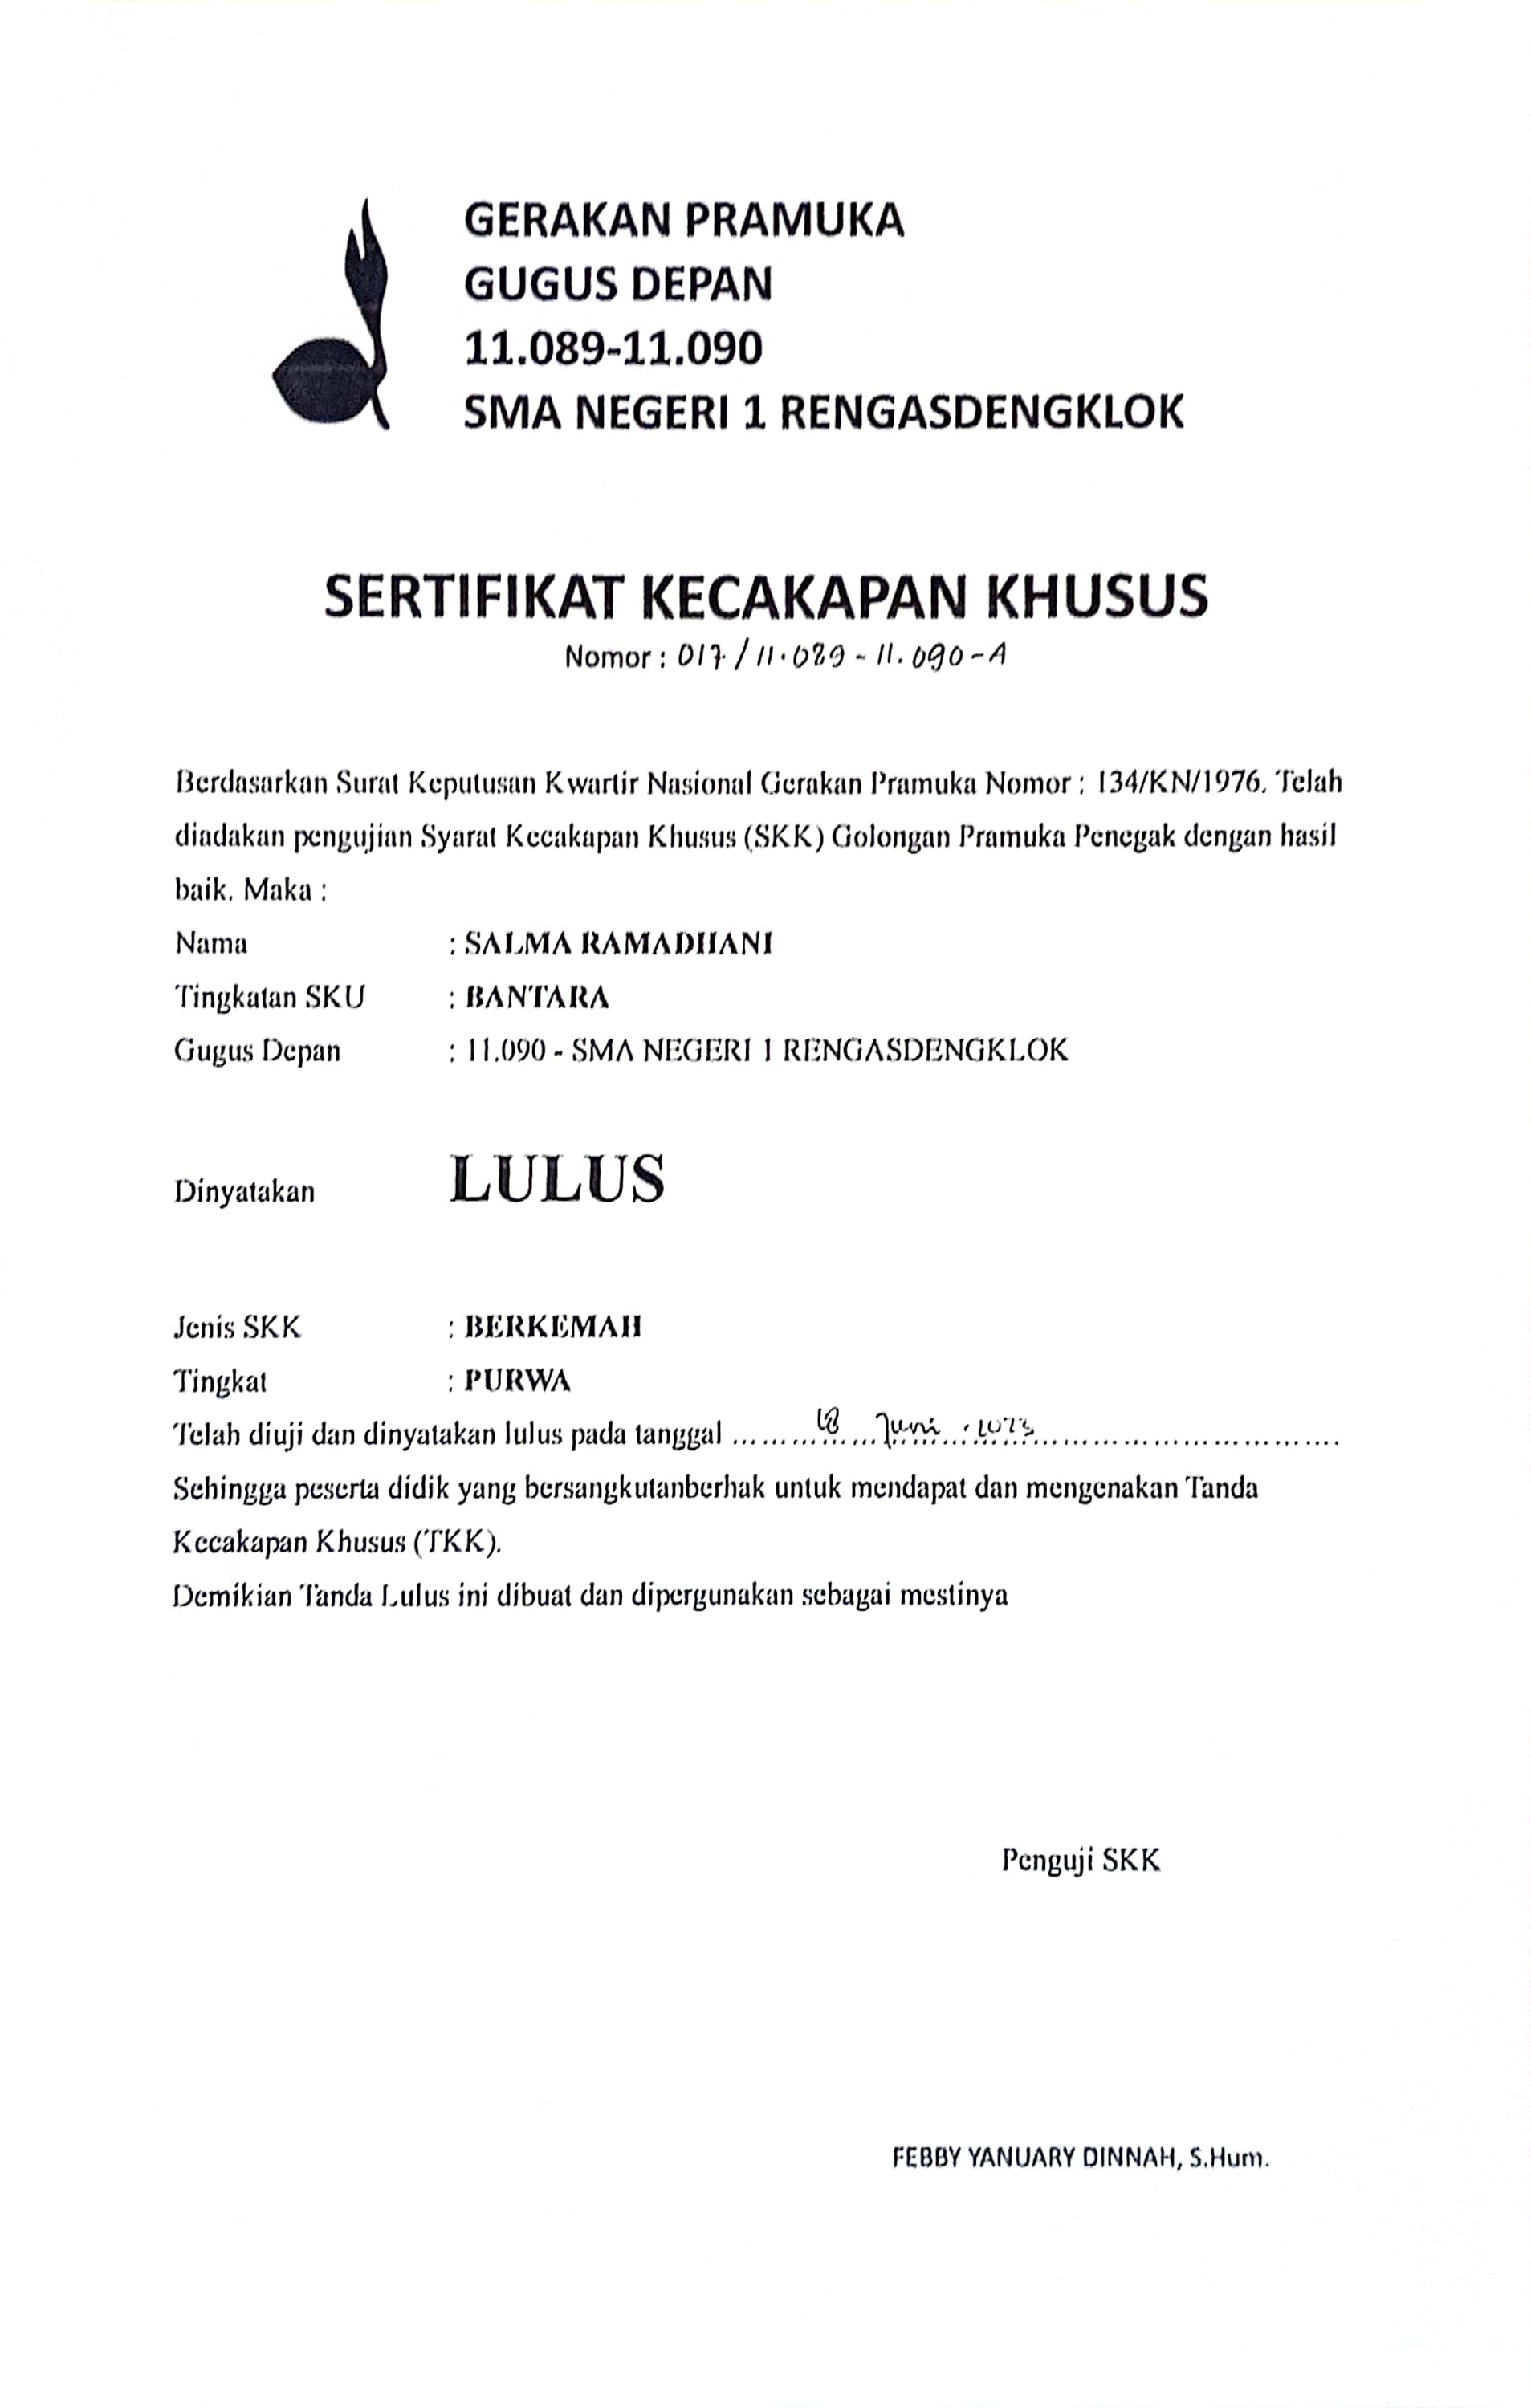 GERAKAN PRAMUKA
GUGUS DEPAN
11.089-11.090
SMA NEGERI 1 RENGASDENGKLOK
SERTIFIKAT KECAKAPAN KHUSUS
Nomor : 017/11.089-11.090-A
Berdasarkan Surat Keputusan Kwartir Nasional Gerakan Pramuka Nomor : 134/KN/1976. Telah
diadakan pengujian Syarat Kecakapan Khusus (SKK) Golongan Pramuka Penegak dengan hasil
baik. Maka :
Nama : SALMA RAMADHANI
Tingkatan SKU : BANTARA
Gugus Depan : 11.090 - SMA NEGERI 1 RENGASDENGKLOK
Dinyatakan LULUS
Jenis SKK : BERKEMAH
Tingkat : PURWA
Telah diuji dan dinyatakan lulus pada tanggal ......... Juni 2023 .........
Sehingga peserta didik yang bersangkutanberhak untuk mendapat dan mengenakan Tanda
Kecakapan Khusus (TKK).
Demikian Tanda Lulus ini dibuat dan dipergunakan sebagai mestinya
Penguji SKK
FEBBY YANUARY DINNAH, S.Hum.